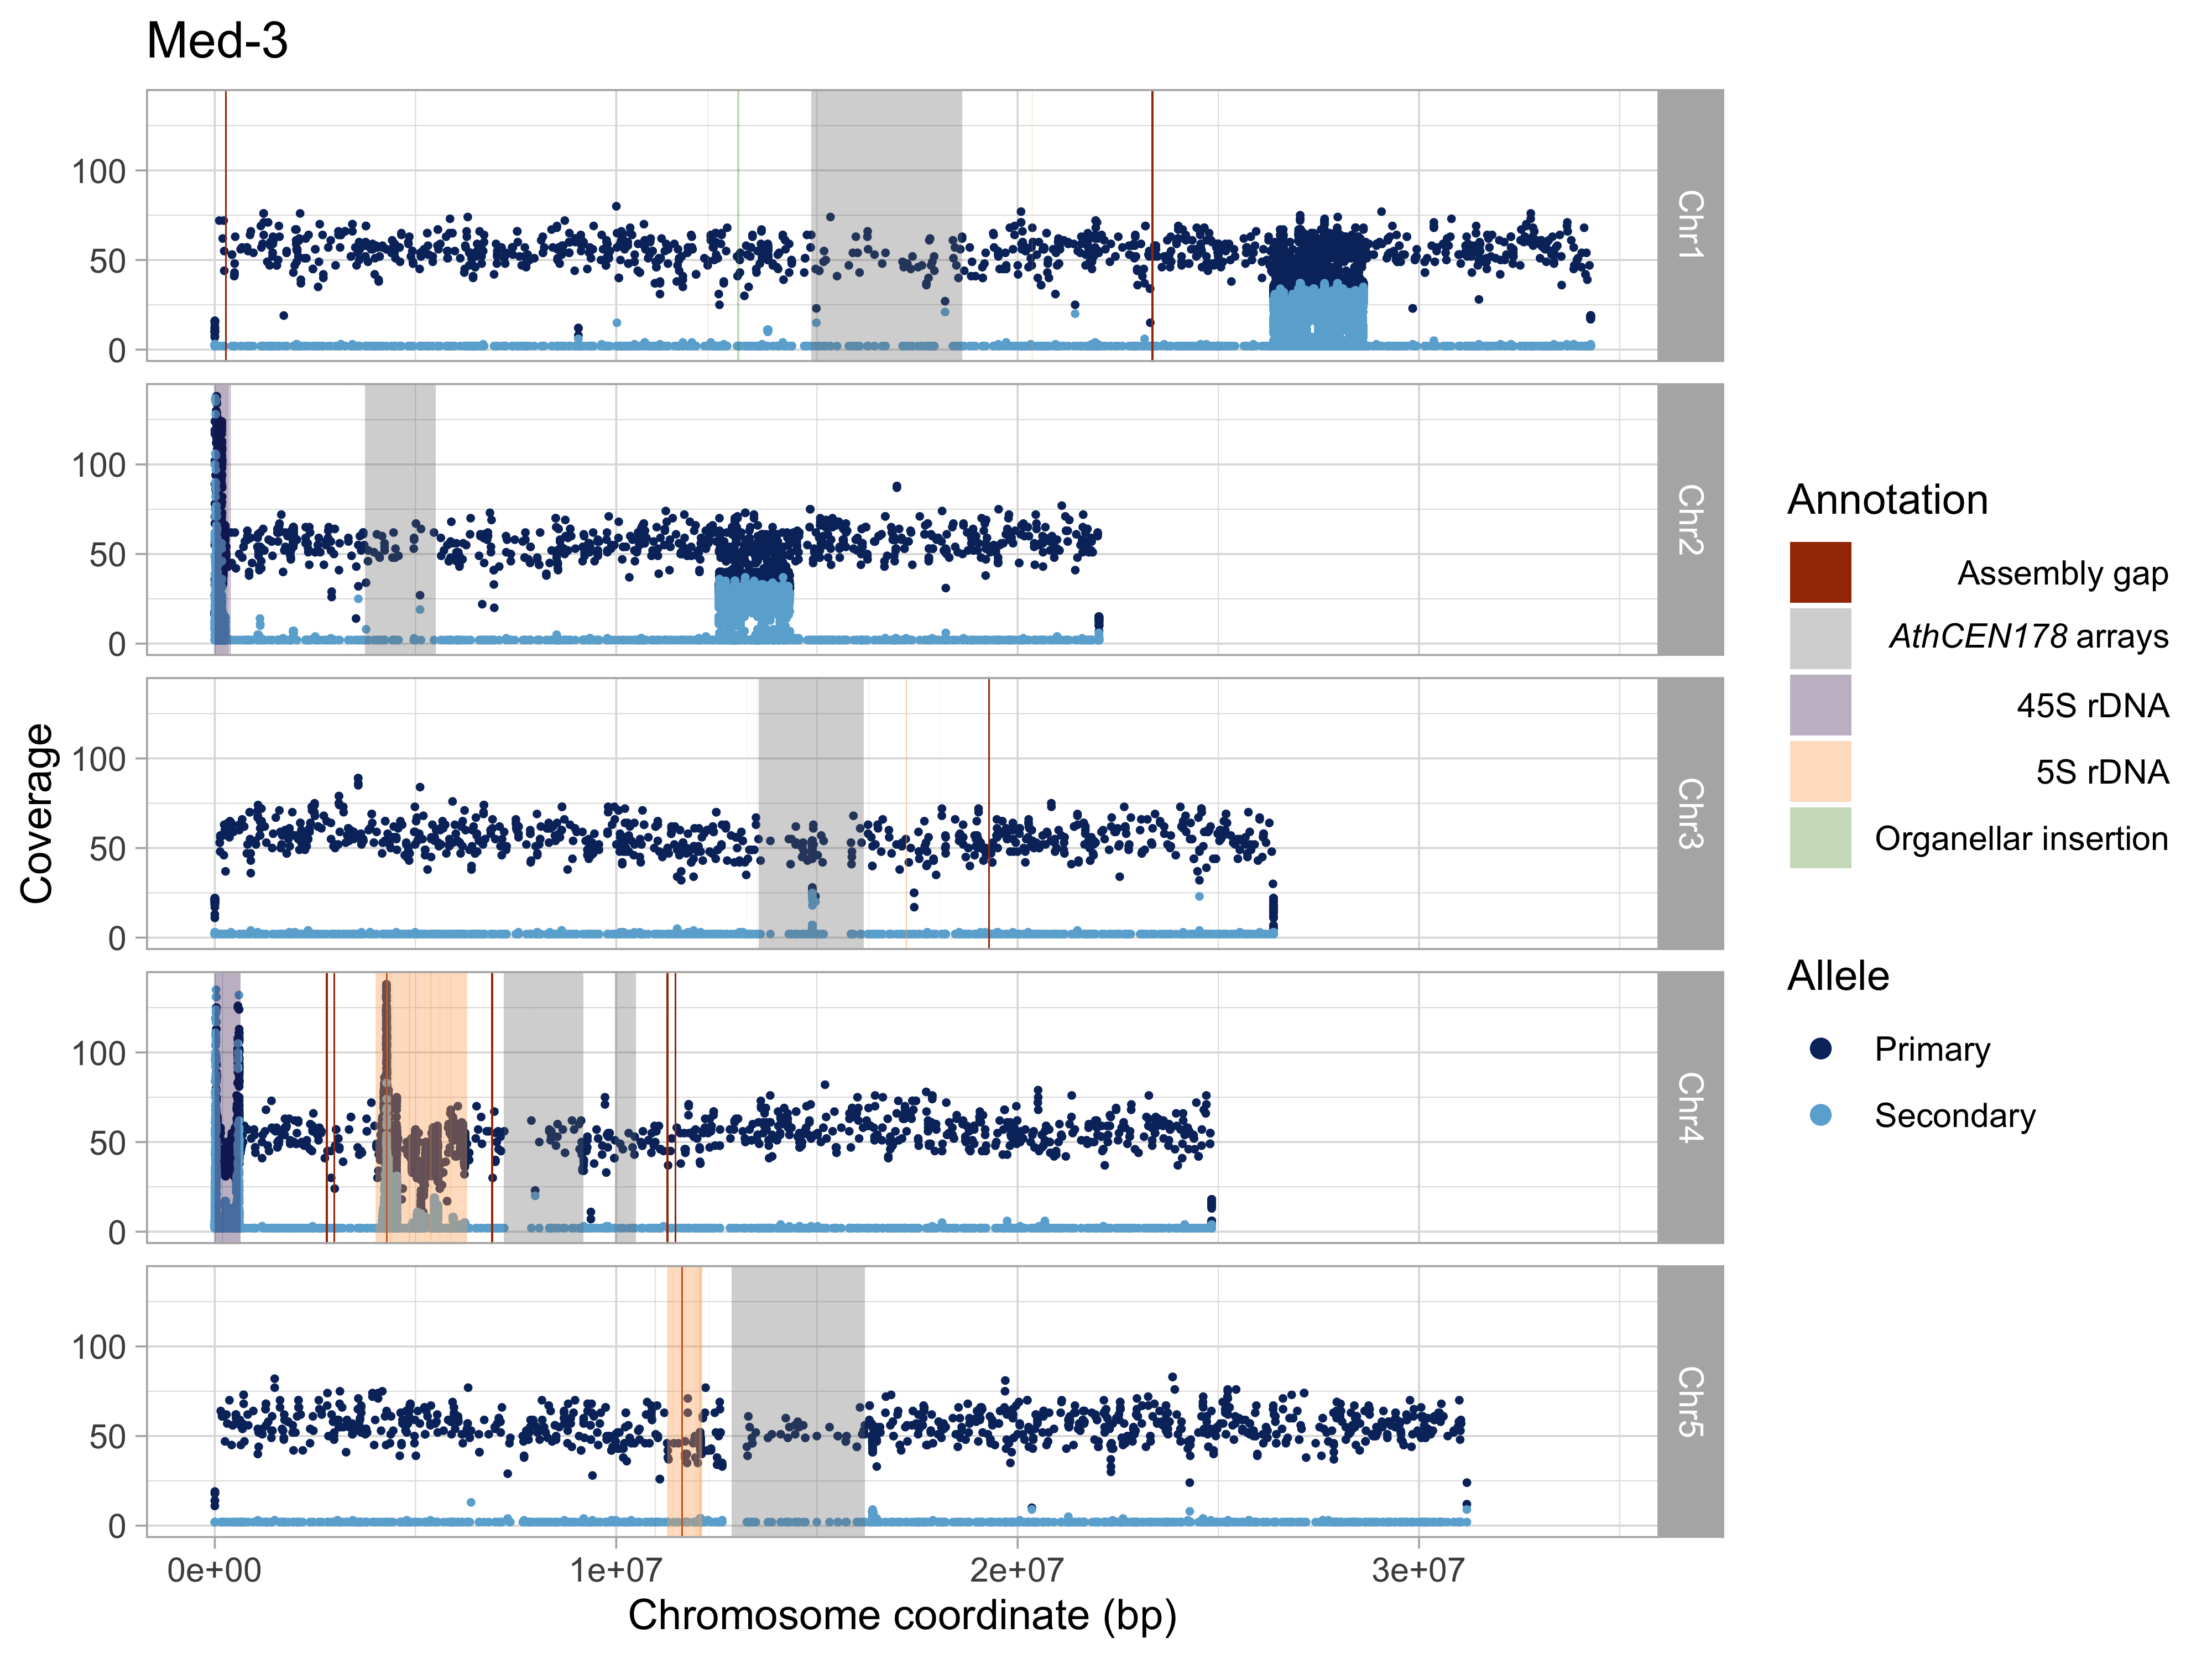 Med-3
100
50
0
Chr1
100
50
0
Chr2
100
50
0
Chr3
100
50
0
Chr4
100
50
0
Chr5
Coverage
0e+00 1e+07 2e+07 3e+07
Chromosome coordinate (bp)
Annotation
Assembly gap
AthCEN178 arrays
45S rDNA
5S rDNA
Organellar insertion
Allele
Primary
Secondary